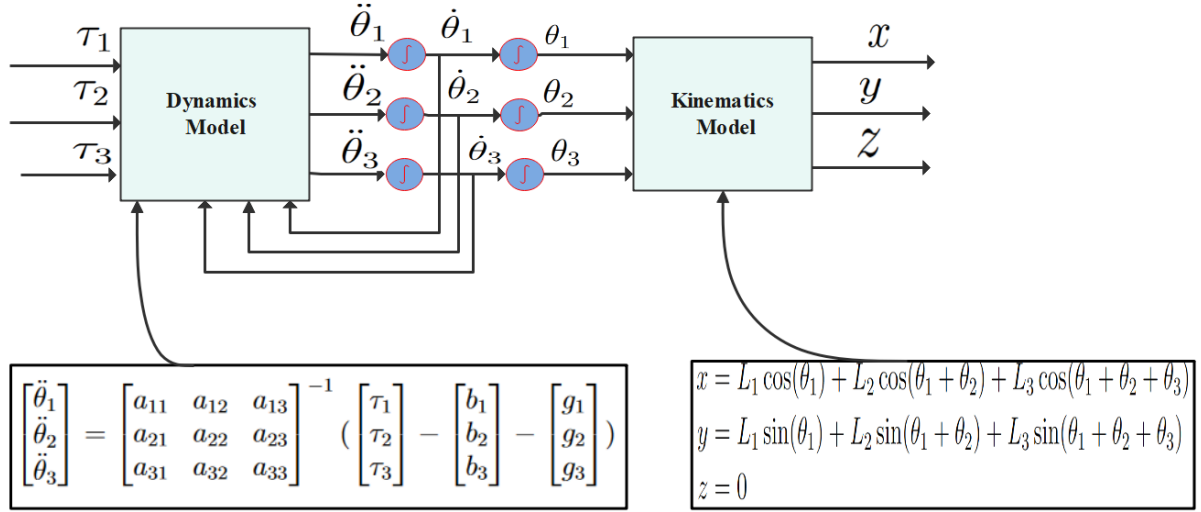 τ1
τ2
τ3
Dynamics
Model
θ̈1
θ̈2
θ̈3
∫
∫
∫
θ̇1
θ̇2
θ̇3
∫
∫
∫
θ1
θ2
θ3
Kinematics
Model
x
y
z
[θ̈1 θ̈2 θ̈3] = [a11 a12 a13
a21 a22 a23
a31 a32 a33]−1 ([τ1 τ2 τ3] − [b1 b2 b3] − [g1 g2 g3])
x = L1 cos(θ1) + L2 cos(θ1 + θ2) + L3 cos(θ1 + θ2 + θ3)
y = L1 sin(θ1) + L2 sin(θ1 + θ2) + L3 sin(θ1 + θ2 + θ3)
z = 0